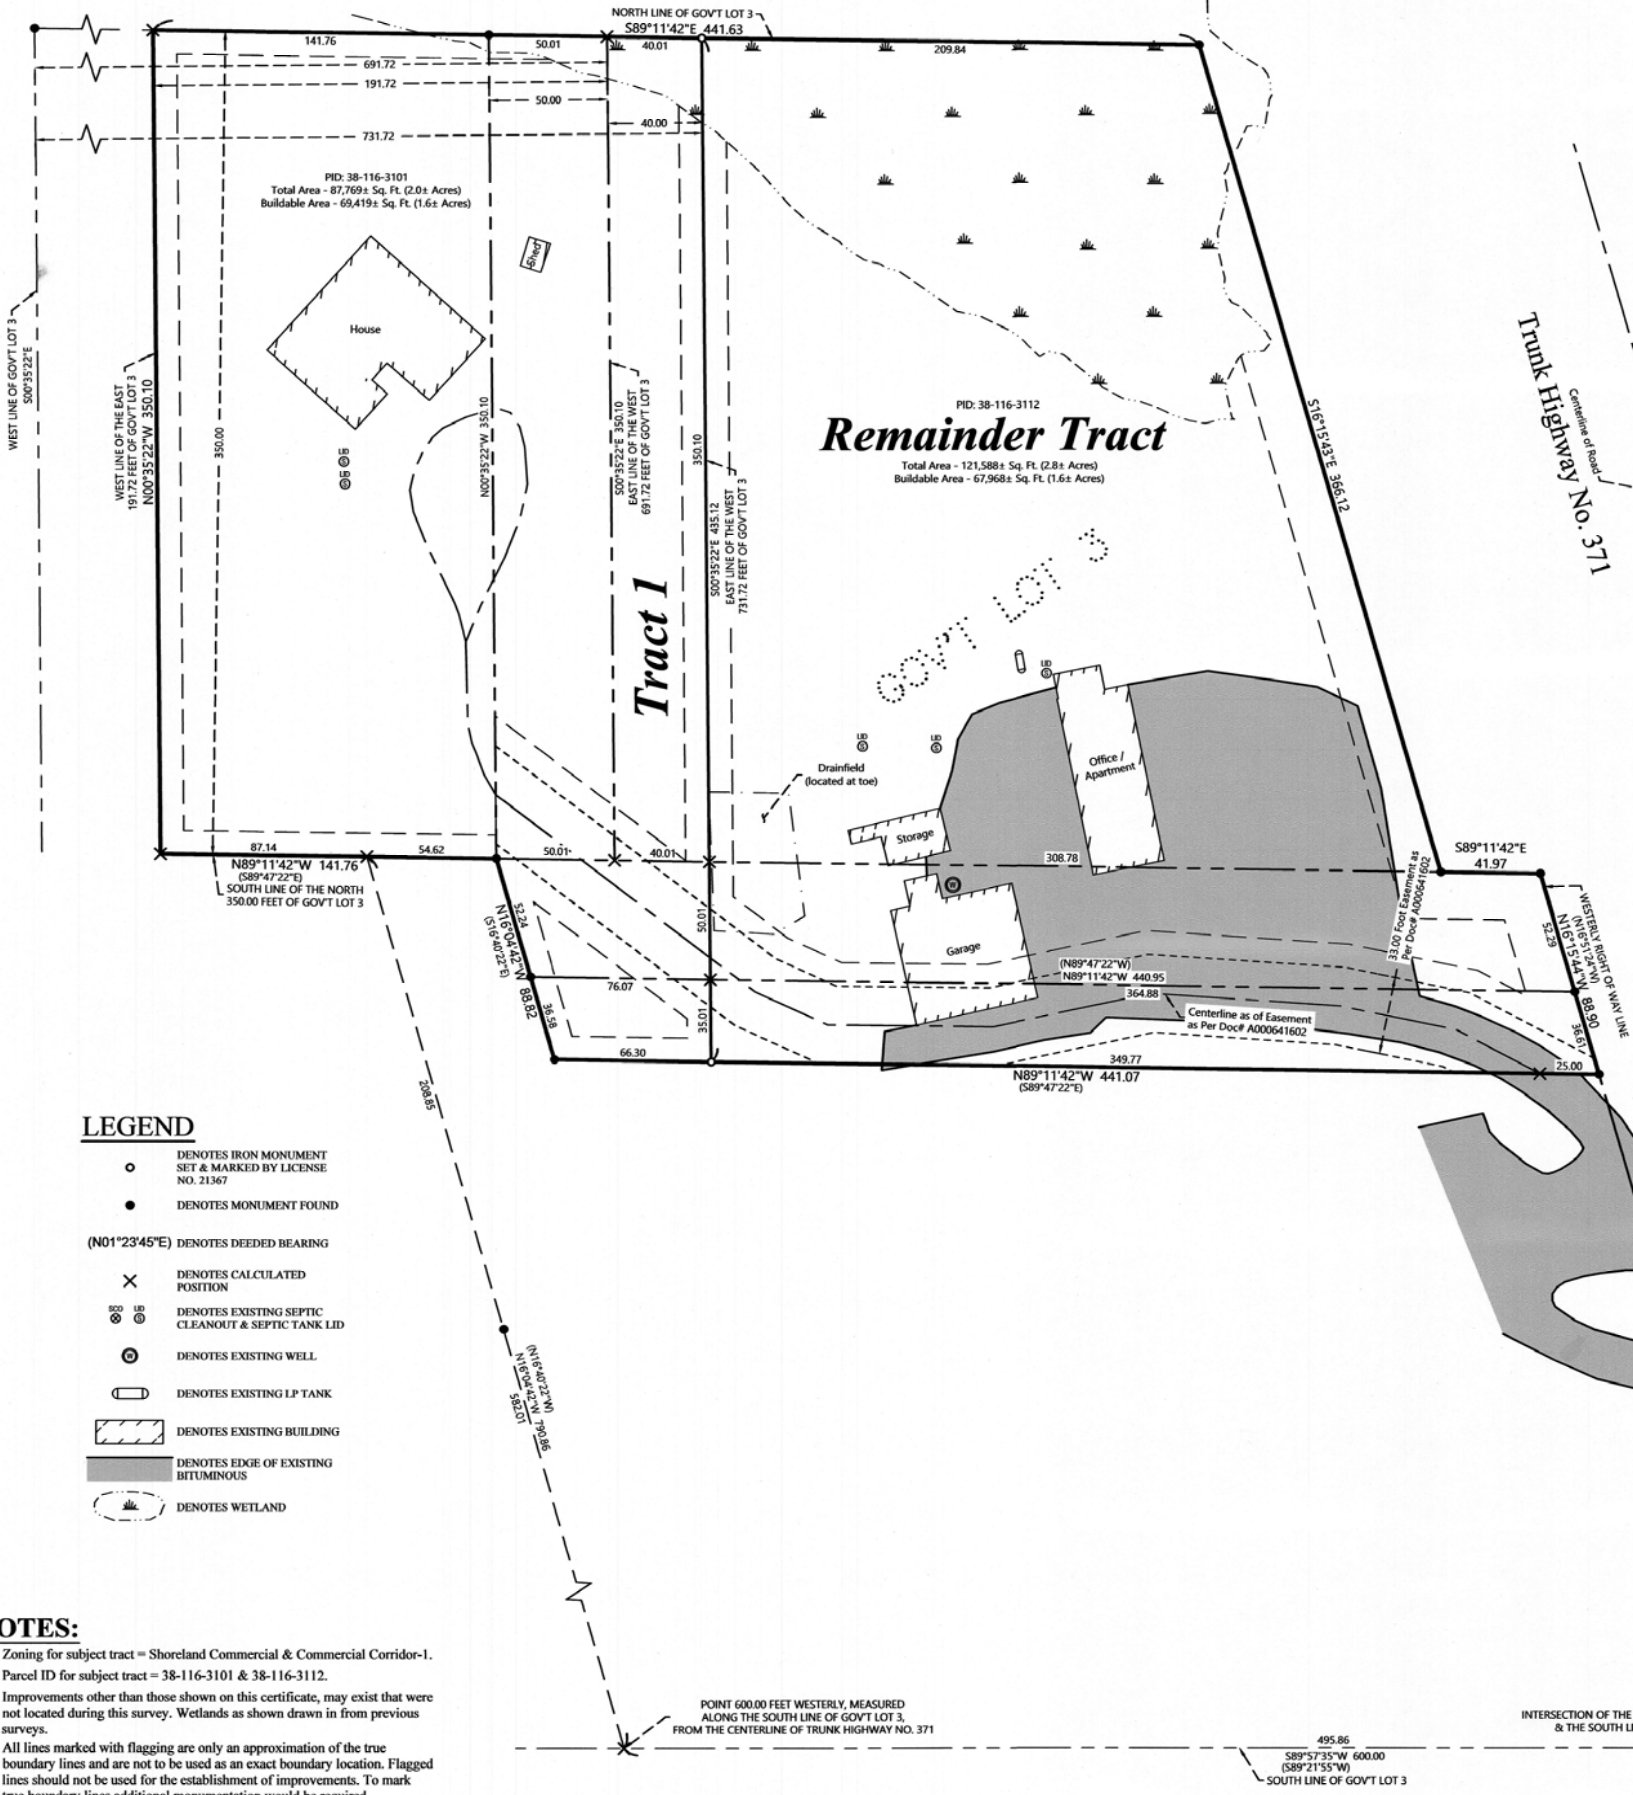 NORTH LINE OF GOV'T LOT 3
S89°11'42"E 441.63
141.76
50.01
40.01
209.84
691.72
191.72
50.00
40.00
731.72
PID: 38-116-3101
Total Area - 87,769± Sq. Ft. (2.0± Acres)
Buildable Area - 69,419± Sq. Ft. (1.6± Acres)
Shed
House
WEST LINE OF GOV'T LOT 3
S00°35'22"E
WEST LINE OF THE EAST
191.72 FEET OF GOV'T LOT 3
N00°35'22"W 350.10
350.00
LID
S
LID
S
N00°35'22"W 350.10
S00°35'22"E 350.10
EAST LINE OF THE WEST
691.72 FEET OF GOV'T LOT 3
350.10
S00°35'22"E 435.12
EAST LINE OF THE WEST
731.72 FEET OF GOV'T LOT 3
Tract 1
PID: 38-116-3112
Remainder Tract
Total Area - 121,588± Sq. Ft. (2.8± Acres)
Buildable Area - 67,968± Sq. Ft. (1.6± Acres)
S16°15'43"E 366.12
Trunk Highway No. 371
Centerline of Road
GOV'T LOT 3
LID
S
LID
S
LID
S
Drainfield
(located at toe)
Office /
Apartment
Storage
W
Garage
87.14
54.62
50.01
40.01
308.78
N89°11'42"W 141.76
(S89°47'22"E)
SOUTH LINE OF THE NORTH
350.00 FEET OF GOV'T LOT 3
S89°11'42"E
41.97
33.00 Foot Easement as
Per Doc# A000641602
WESTERLY RIGHT OF WAY LINE
(N16°51'24"W)
N16°15'44"W 88.90
52.29
36.61
52.24
N16°04'42"W 88.82
(S16°40'22"E)
36.58
50.01
35.01
76.07
(N89°47'22"W)
N89°11'42"W 440.95
364.88
Centerline as of Easement
as Per Doc# A000641602
66.30
349.77
25.00
N89°11'42"W 441.07
(S89°47'22"E)
208.85
(N16°40'22"W)
N16°04'42"W 790.86
582.01
LEGEND
DENOTES IRON MONUMENT
SET & MARKED BY LICENSE
NO. 21367
DENOTES MONUMENT FOUND
(N01°23'45"E) DENOTES DEEDED BEARING
DENOTES CALCULATED
POSITION
SCO LID
S
DENOTES EXISTING SEPTIC
CLEANOUT & SEPTIC TANK LID
W DENOTES EXISTING WELL
DENOTES EXISTING LP TANK
DENOTES EXISTING BUILDING
DENOTES EDGE OF EXISTING
BITUMINOUS
DENOTES WETLAND
OTES:
Zoning for subject tract = Shoreland Commercial & Commercial Corridor-1.
Parcel ID for subject tract = 38-116-3101 & 38-116-3112.
Improvements other than those shown on this certificate, may exist that were
not located during this survey. Wetlands as shown drawn in from previous
surveys.
All lines marked with flagging are only an approximation of the true
boundary lines and are not to be used as an exact boundary location. Flagged
lines should not be used for the establishment of improvements. To mark
true boundary lines additional monumentation would be required.
POINT 600.00 FEET WESTERLY, MEASURED
ALONG THE SOUTH LINE OF GOV'T LOT 3,
FROM THE CENTERLINE OF TRUNK HIGHWAY NO. 371
INTERSECTION OF THE
& THE SOUTH LI
495.86
S89°57'35"W 600.00
(S89°21'55"W)
SOUTH LINE OF GOV'T LOT 3